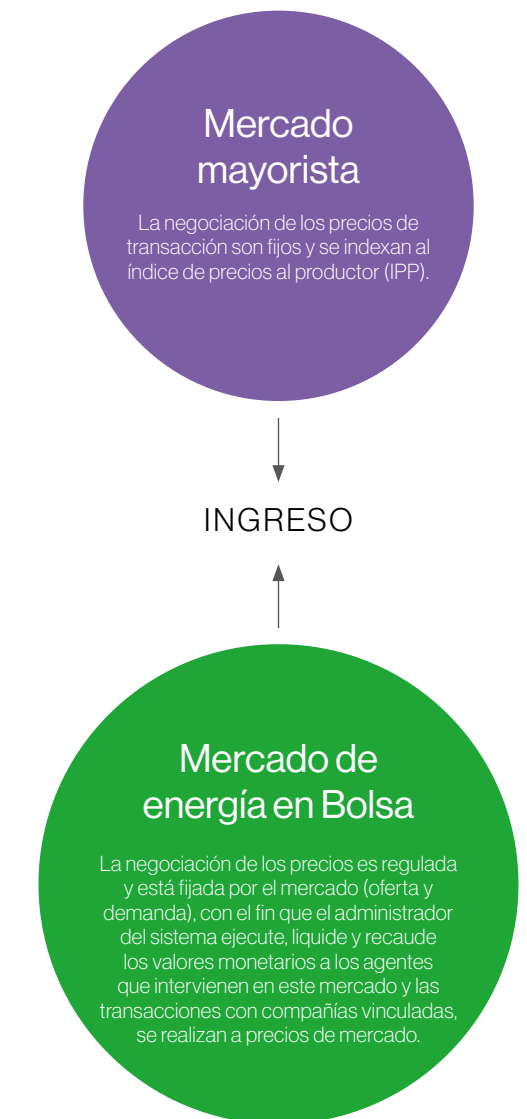 Mercado
mayorista
La negociación de los precios de
transacción son fijos y se indexan al
índice de precios al productor (IPP).
INGRESO
Mercado de
energía en Bolsa
La negociación de los precios es regulada
y está fijada por el mercado (oferta y
demanda), con el fin que el administrador
del sistema ejecute, liquide y recaude
los valores monetarios a los agentes
que intervienen en este mercado y las
transacciones con compañías vinculadas,
se realizan a precios de mercado.